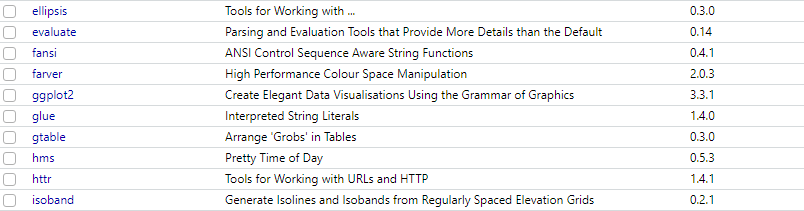 ellipsis Tools for Working with ... 0.3.0
evaluate Parsing and Evaluation Tools that Provide More Details than the Default 0.14
fansi ANSI Control Sequence Aware String Functions 0.4.1
farver High Performance Colour Space Manipulation 2.0.3
ggplot2 Create Elegant Data Visualisations Using the Grammar of Graphics 3.3.1
glue Interpreted String Literals 1.4.0
gtable Arrange 'Grobs' in Tables 0.3.0
hms Pretty Time of Day 0.5.3
httr Tools for Working with URLs and HTTP 1.4.1
isoband Generate Isolines and Isobands from Regularly Spaced Elevation Grids 0.2.1